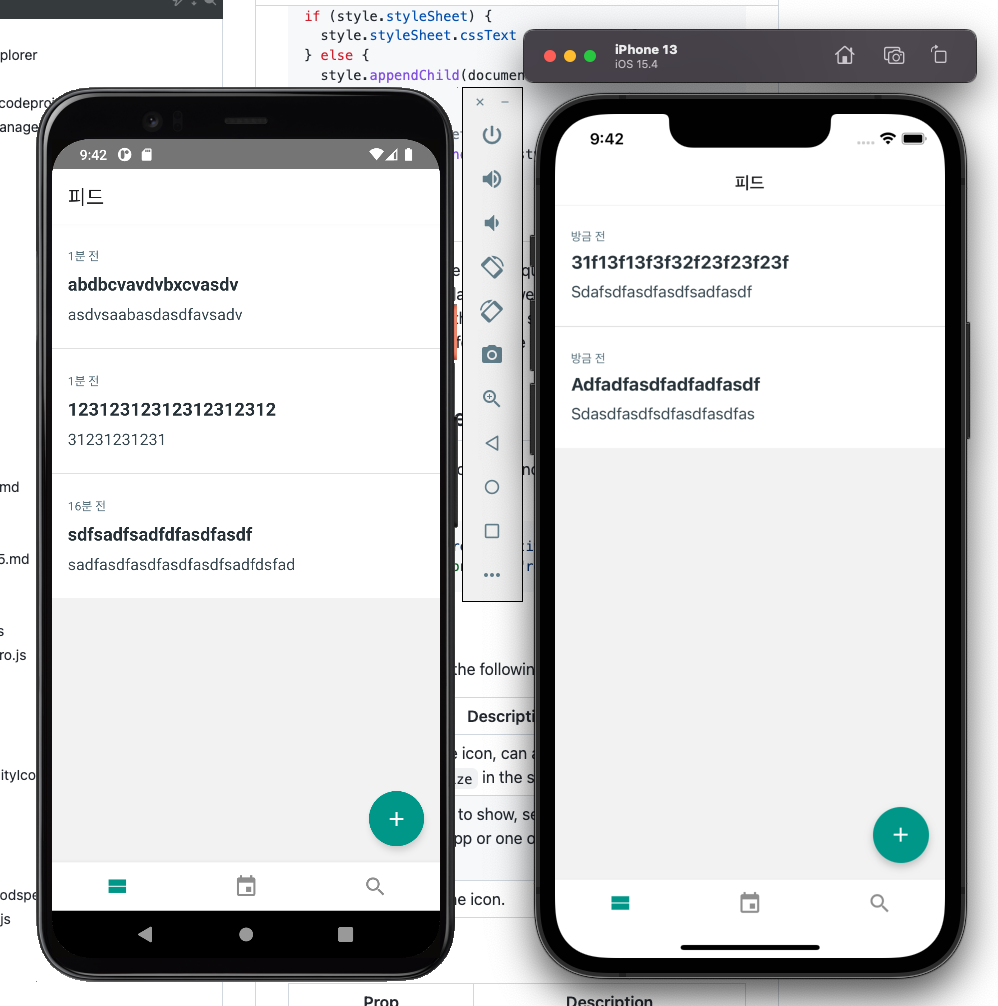 if (style.styleSheet) {
style.styleSheet.cssText
} else {
style.appendChild(documen
plorer
codeproj
anage
md
5.md
s
ro.js
ityIco
odspe
js
9:42
피드
1분 전
abdbcvavdvbxcvasdv
asdvsaabasdasdfavsadv
1분 전
12312312312312312312
31231231231
16분 전
sdfsadfsadfdfasdfasdf
sadfasdfasdfasdfasdfsadfdsfad
+
iPhone 13
iOS 15.4
9:42
피드
방금 전
31f13f13f3f32f23f23f23f
Sdafsdfasdfasdfsadfasdf
방금 전
Adfadfasdfadfadfasdf
Sdasdfasdfsdfasdfasdfas
+
the followin
Descripti
e icon, can a
ze in the s
to show, se
pp or one o
e icon.
Prop
Description